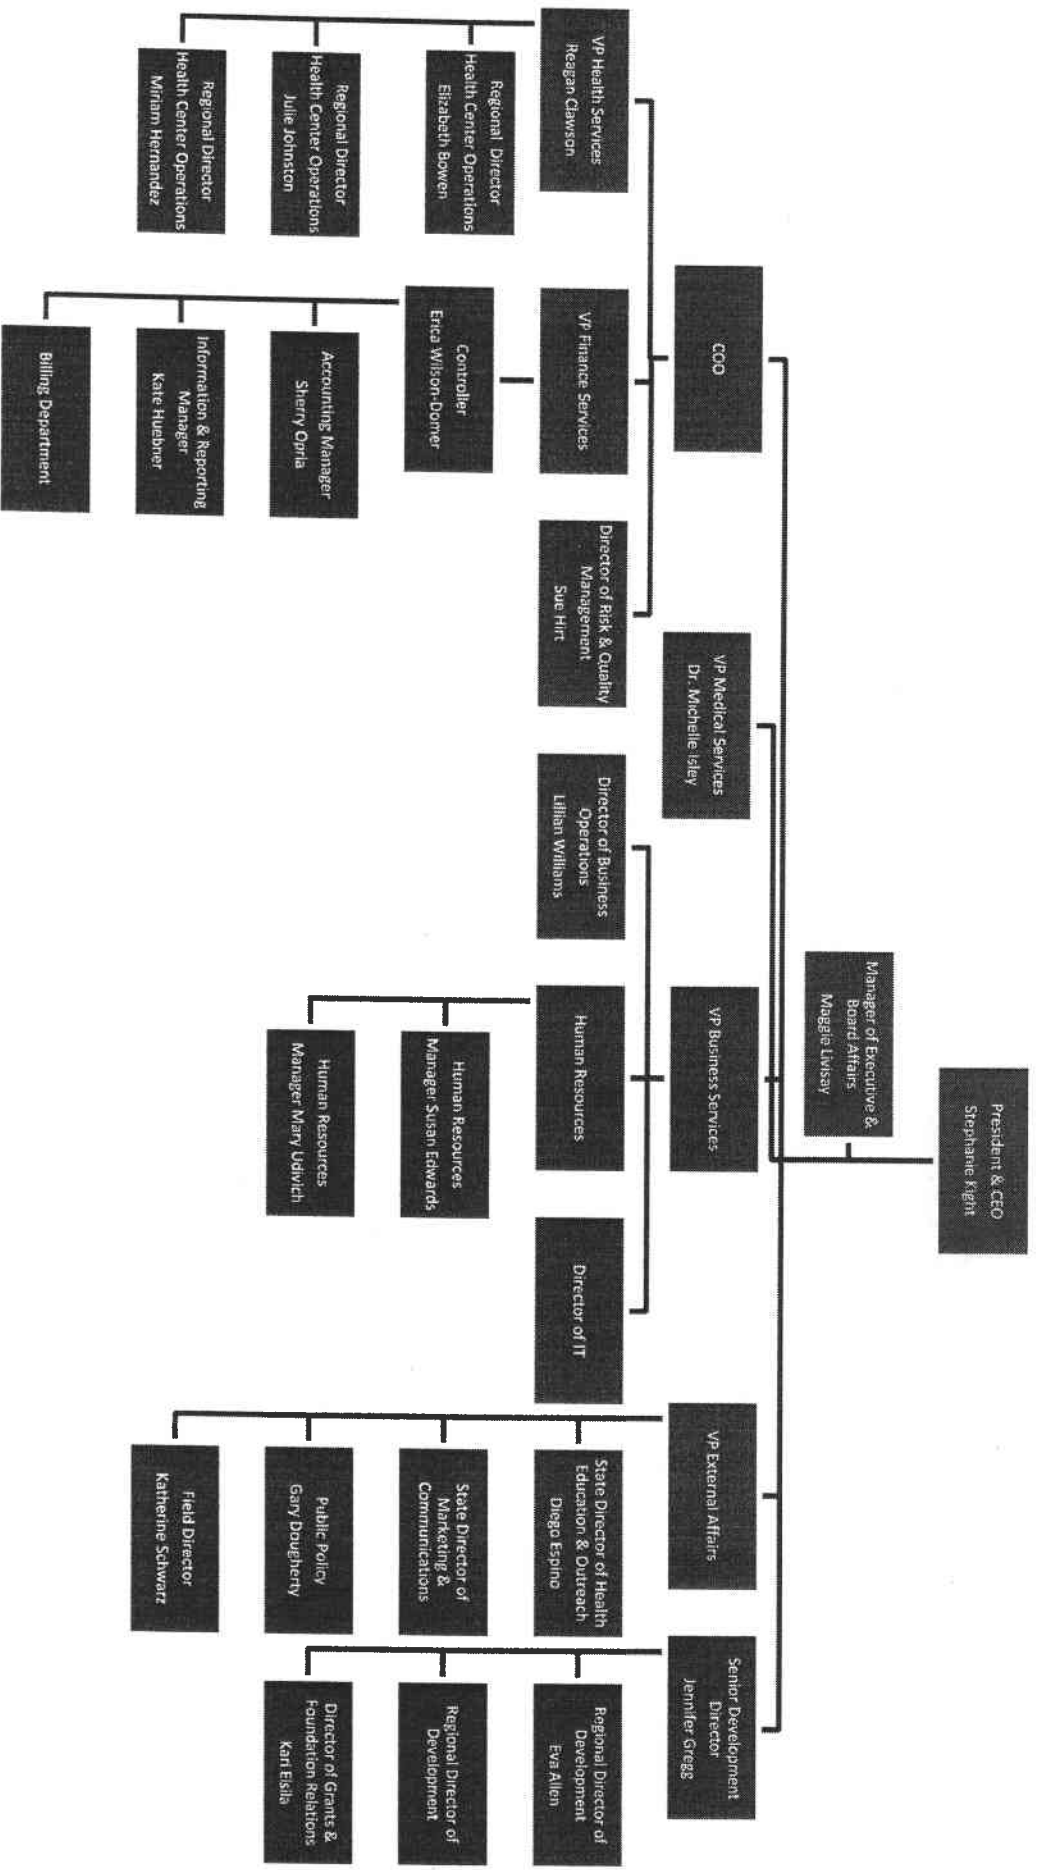 President & CEO
Stephanie Kight
Manager of Executive &
Board Affairs
Maggie Livisay
COO
VP Medical Services
Dr. Michelle Isley
VP Business Services
VP External Affairs
Senior Development
Director
Jennifer Gregg
VP Health Services
Reagan Clawson
Regional Director
Health Center Operations
Elizabeth Bowen
Regional Director
Health Center Operations
Julie Johnston
Regional Director
Health Center Operations
Miriam Hernandez
VP Finance Services
Controller
Erica Wilson-Domer
Accounting Manager
Sherry Opria
Information & Reporting
Manager
Kate Huebner
Billing Department
Director of Risk & Quality
Management
Sue Hirt
Director of Business
Operations
Lillian Williams
Human Resources
Human Resources
Manager Susan Edwards
Human Resources
Manager Mary Udivich
Director of IT
State Director of Health
Education & Outreach
Diego Espino
State Director of
Marketing &
Communications
Public Policy
Gary Dougherty
Field Director
Katherine Schwarz
Regional Director of
Development
Eva Allen
Regional Director of
Development
Director of Grants &
Foundation Relations
Kari Eisila